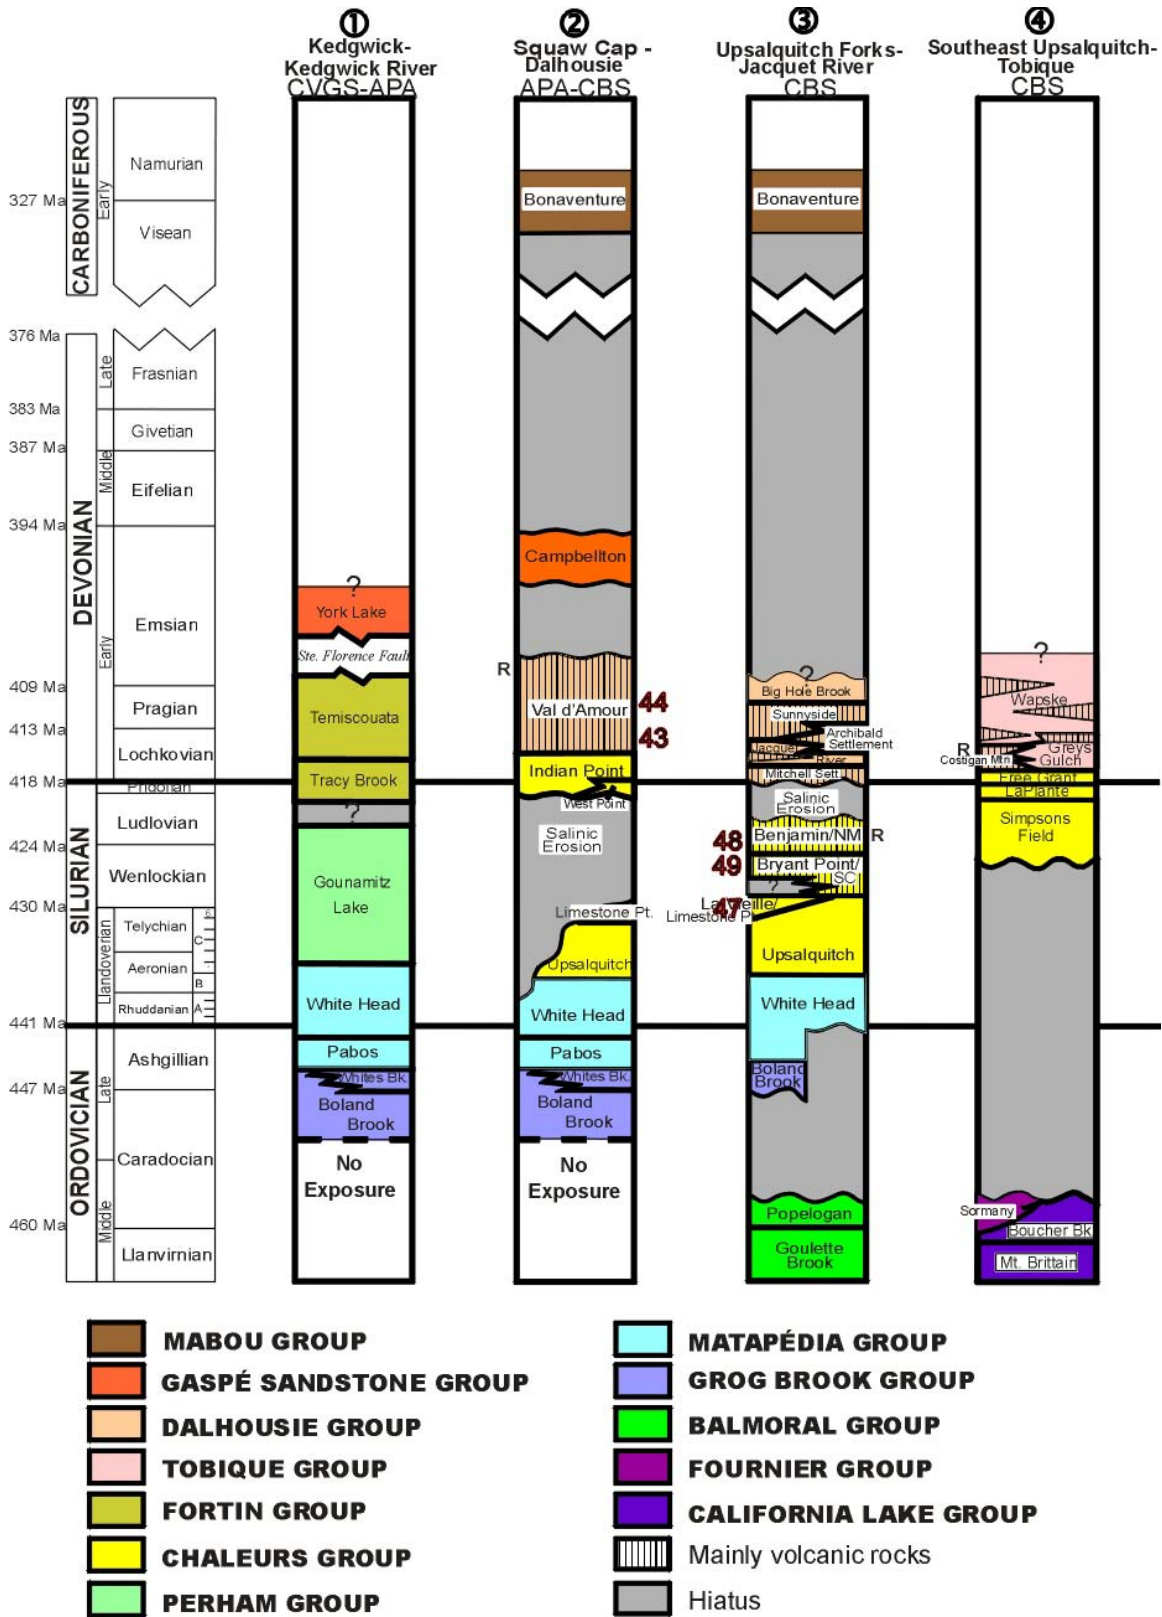 ①
Kedgwick-
Kedgwick River
CVGS-APA
②
Squaw Cap -
Dalhousie
APA-CBS
③
Upsalquitch Forks-
Jacquet River
CBS
④
Southeast Upsalquitch-
Tobique
CBS
CARBONIFEROUS
Early
Namurian
327 Ma
Visean
376 Ma
DEVONIAN
Late
Frasnian
383 Ma
Givetian
387 Ma
Middle
Eifelian
394 Ma
Early
Emsian
409 Ma
Pragian
413 Ma
Lochkovian
418 Ma
SILURIAN
Pridolian
Ludlovian
424 Ma
Wenlockian
430 Ma
Llandoverian
Telychian
C
Aeronian
B
Rhuddanian
A
441 Ma
ORDOVICIAN
Late
Ashgillian
447 Ma
Caradocian
Middle
460 Ma
Llanvirnian
?
York Lake
Ste. Florence Fault
Temiscouata
Tracy Brook
?
Gounamitz
Lake
White Head
Pabos
Whites Bk.
Boland
Brook
No
Exposure
Bonaventure
Campbellton
R
Val d'Amour
44
43
Indian Point
West Point
Salinic
Erosion
Limestone Pt.
Upsalquitch
White Head
Pabos
Whites Bk.
Boland
Brook
No
Exposure
Bonaventure
?
Big Hole Brook
Sunnyside
Archibald
Settlement
Jacquet
River
Mitchell Sett.
Salinic
Erosion
48
Benjamin/NM
R
49
Bryant Point/
SC
?
La Vieille/
47
Limestone P
Upsalquitch
White Head
Boland
Brook
Popelogan
Goulette
Brook
?
Wapske
R
Costigan Mtn.
Greys
Gulch
Free Grant
LaPlante
Simpsons
Field
Sormany
Boucher Bk
Mt. Brittain
MABOU GROUP
GASPÉ SANDSTONE GROUP
DALHOUSIE GROUP
TOBIQUE GROUP
FORTIN GROUP
CHALEURS GROUP
PERHAM GROUP
MATAPÉDIA GROUP
GROG BROOK GROUP
BALMORAL GROUP
FOURNIER GROUP
CALIFORNIA LAKE GROUP
Mainly volcanic rocks
Hiatus